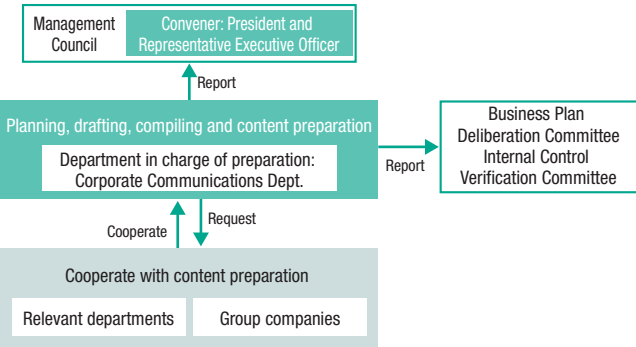 Management
Council
Convener: President and
Representative Executive Officer
Report
Planning, drafting, compiling and content preparation
Department in charge of preparation:
Corporate Communications Dept.
Report
Business Plan
Deliberation Committee
Internal Control
Verification Committee
Cooperate
Request
Cooperate with content preparation
Relevant departments
Group companies